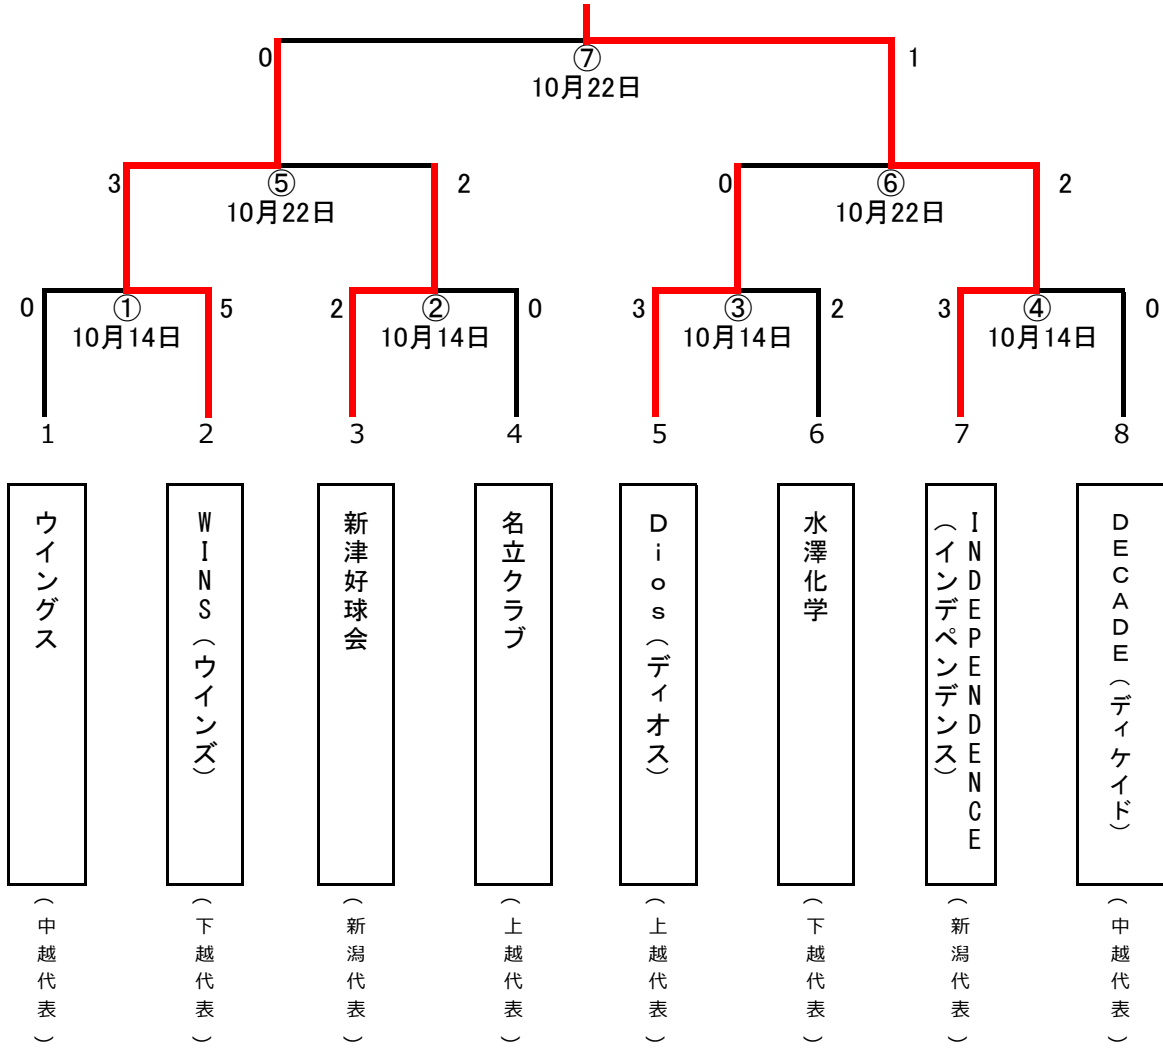 0
⑦
1
10月22日
3
⑤
2
0
⑥
2
10月22日
10月22日
0
①
5
2
②
0
3
③
2
3
④
0
10月14日
10月14日
10月14日
10月14日
1
2
3
4
5
6
7
8
ウイングス
WINS(ウインズ)
新津好球会
名立クラブ
Dios(ディオス)
水澤化学
INDEPENDENCE
(インデペンデンス)
DECADE(ディケイド)
(中越代表)
(下越代表)
(新潟代表)
(上越代表)
(上越代表)
(下越代表)
(新潟代表)
(中越代表)